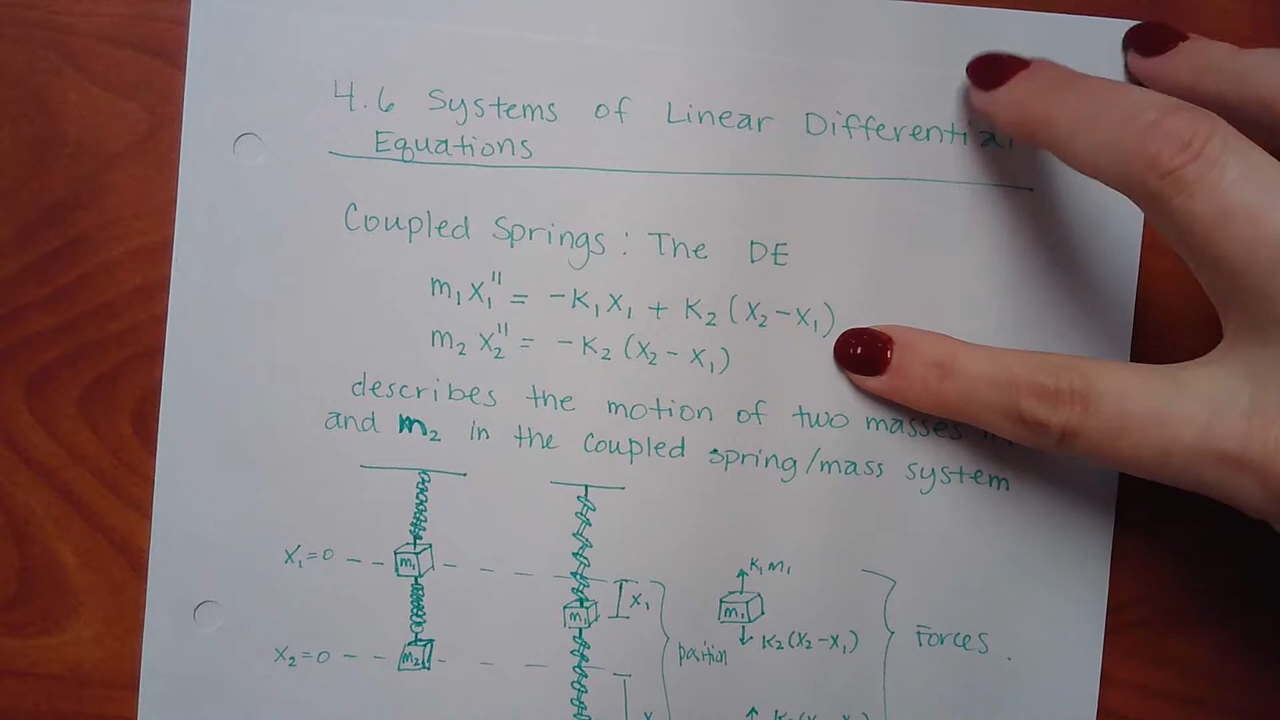 4.6 Systems of Linear Differential
Equations
Coupled Springs: The DE
m₁x₁" = -K₁x₁ + K₂(x₂-x₁)
m₂x₂" = -K₂(x₂-x₁)
describes the motion of two masses
and m₂ in the coupled spring/mass system
x₁=0
m₁
x₂=0
m₂
x₁
position
K₁m₁
m₁
K₂(x₂-x₁)
Forces.